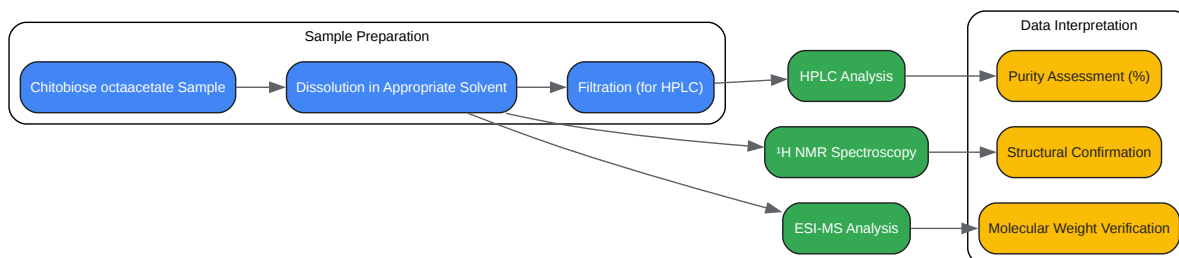 Sample Preparation
Chitobiose octaacetate Sample
Dissolution in Appropriate Solvent
Filtration (for HPLC)
HPLC Analysis
¹H NMR Spectroscopy
ESI-MS Analysis
Data Interpretation
Purity Assessment (%)
Structural Confirmation
Molecular Weight Verification